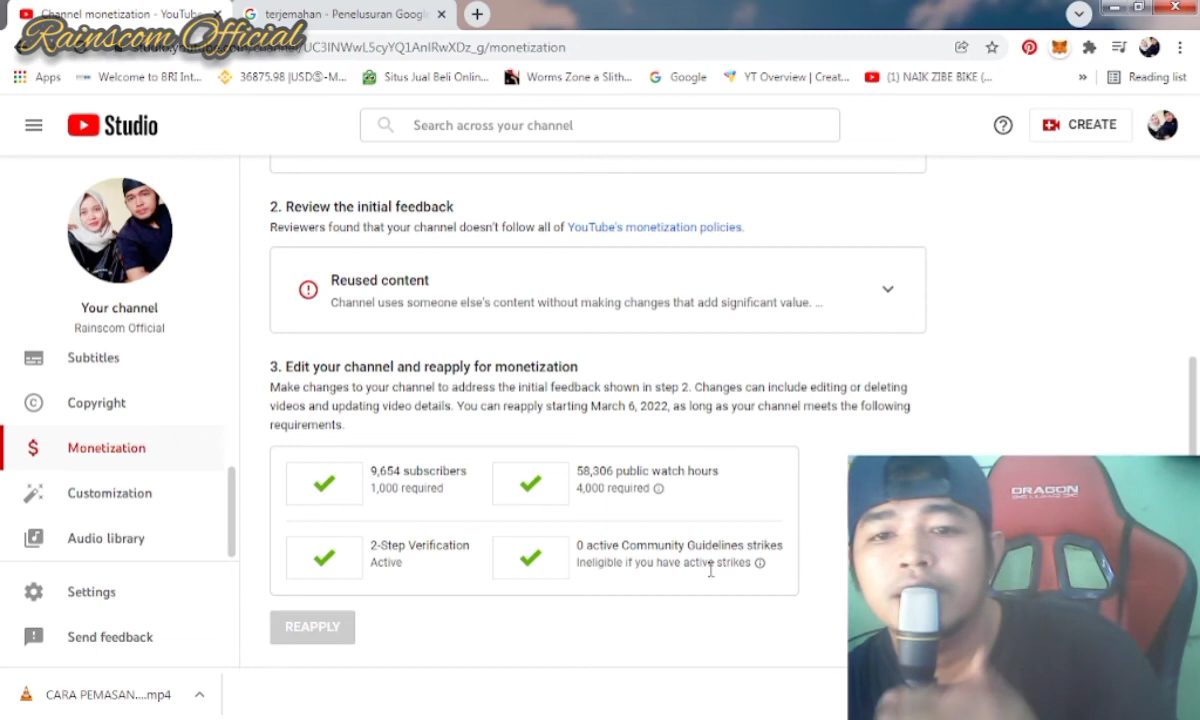 Channel monetization - YouTube
terjemahan - Penelusuran Googl
Rainscom Official
studio.youtube.com/channel/UC3INWwL5cyYQ1AnIRwXDz_g/monetization
Apps
Welcome to BRI Int...
36875.98 |USDⓈ-M...
Situs Jual Beli Onlin...
Worms Zone a Slith...
Google
YT Overview | Creat...
(1) NAIK ZIBE BIKE (...
»
Reading list
Studio
Search across your channel
CREATE
Your channel
Rainscom Official
Subtitles
Copyright
Monetization
Customization
Audio library
Settings
Send feedback
2. Review the initial feedback
Reviewers found that your channel doesn't follow all of YouTube's monetization policies.
Reused content
Channel uses someone else's content without making changes that add significant value. ...
3. Edit your channel and reapply for monetization
Make changes to your channel to address the initial feedback shown in step 2. Changes can include editing or deleting
videos and updating video details. You can reapply starting March 6, 2022, as long as your channel meets the following
requirements.
9,654 subscribers
1,000 required
58,306 public watch hours
4,000 required
2-Step Verification
Active
0 active Community Guidelines strikes
Ineligible if you have active strikes
REAPPLY
DRAGON
CARA PEMASAN....mp4